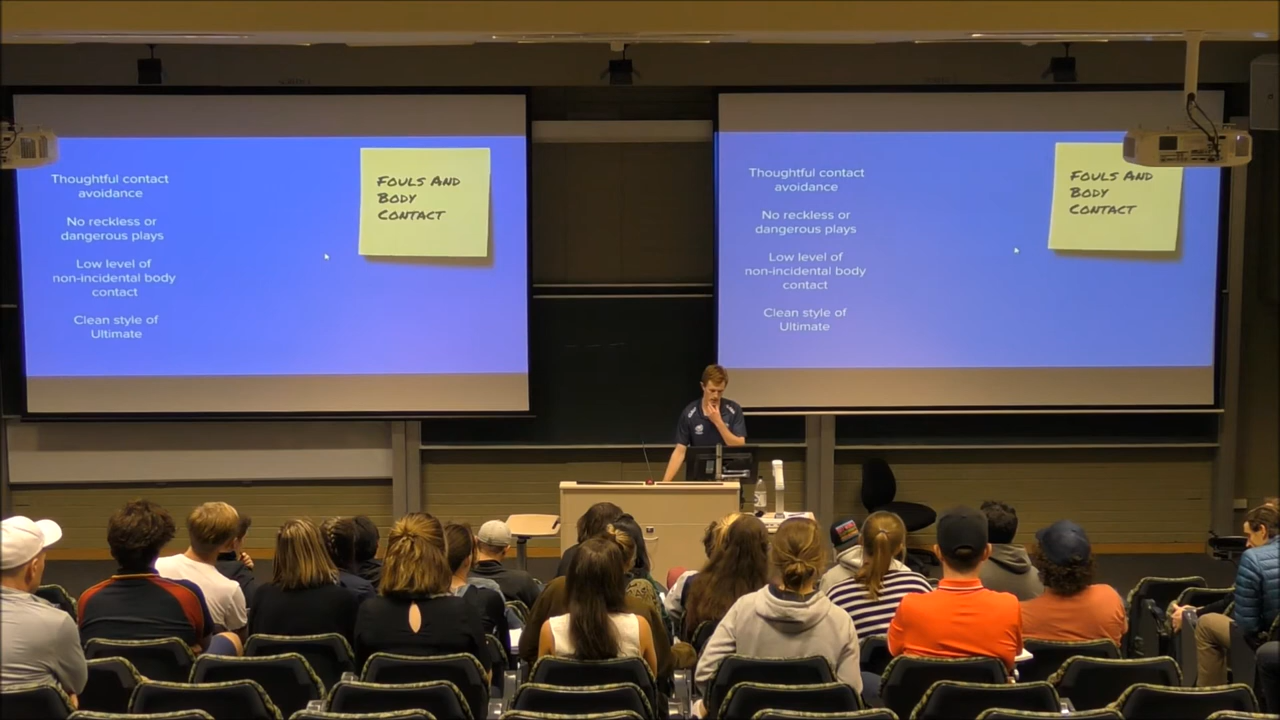 Thoughtful contact
avoidance
No reckless or
dangerous plays
Low level of
non-incidental body
contact
Clean style of
Ultimate
Fouls And
Body
Contact
Thoughtful contact
avoidance
No reckless or
dangerous plays
Low level of
non-incidental body
contact
Clean style of
Ultimate
Fouls And
Body
Contact